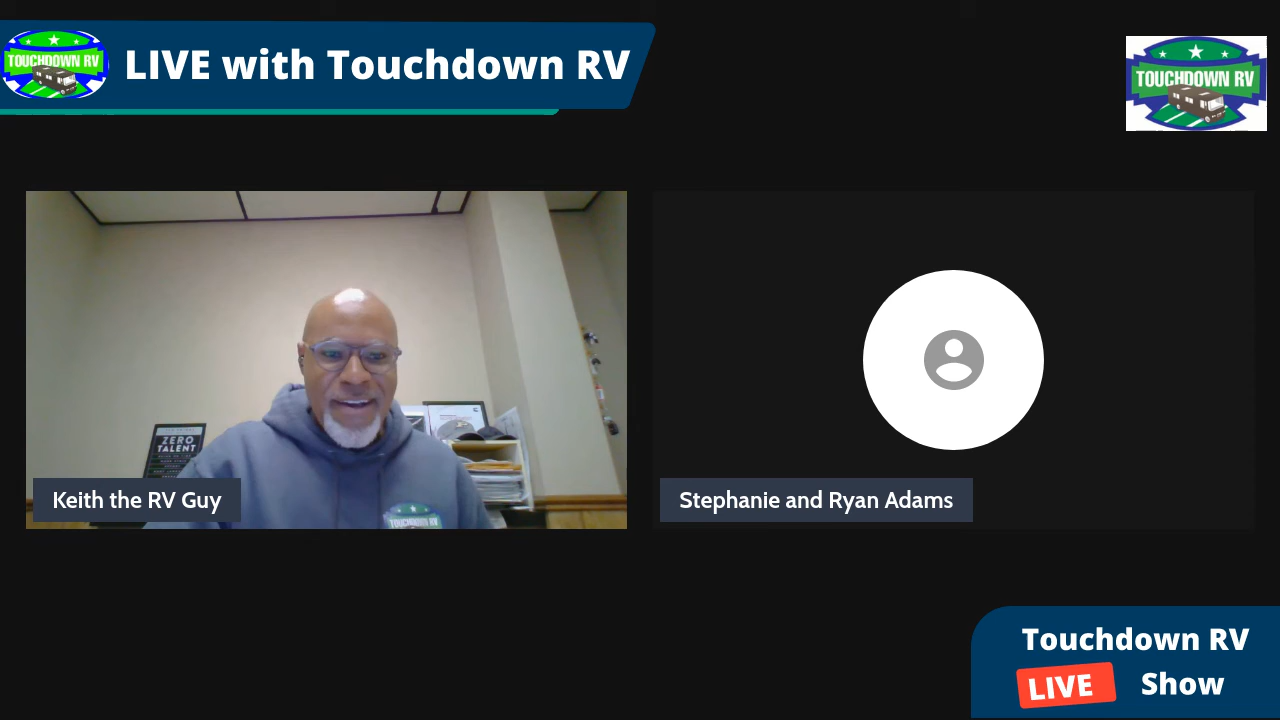 TOUCHDOWN RV
LIVE with Touchdown RV
TOUCHDOWN RV
ZERO
TALENT
Keith the RV Guy
TOUCHDOWN RV
Stephanie and Ryan Adams
Touchdown RV
LIVE Show